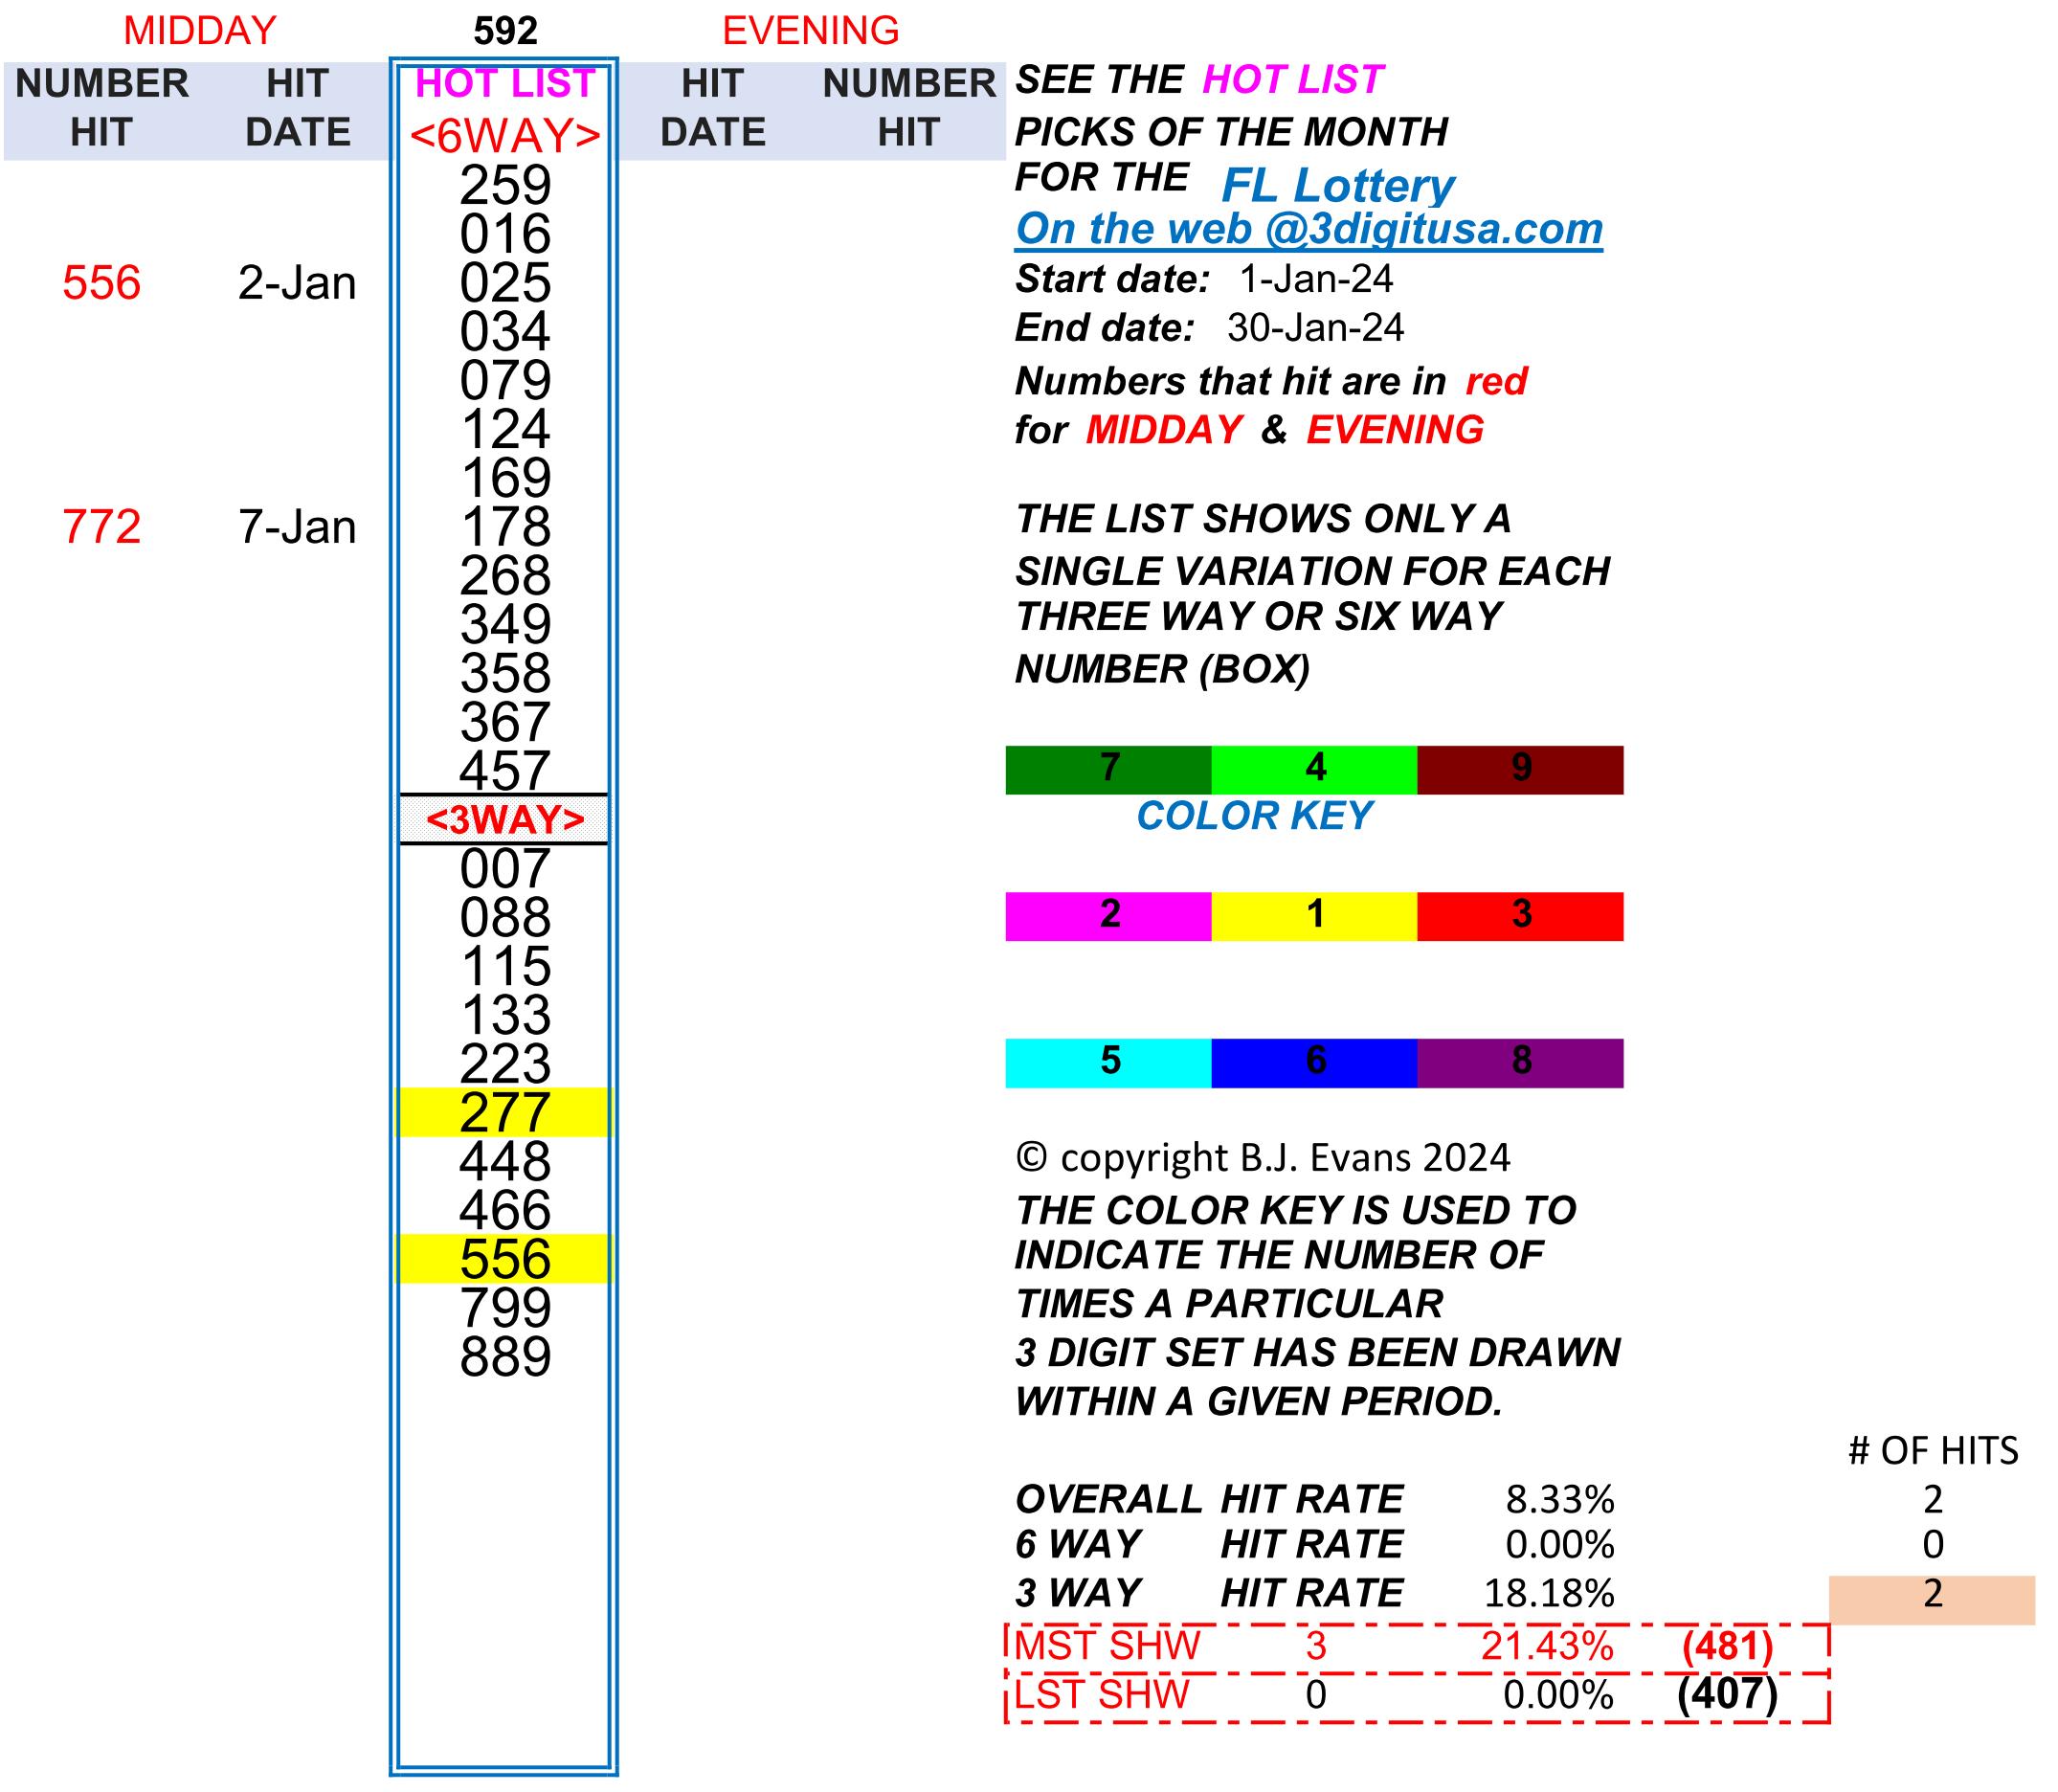 MIDDAY 592 EVENING
NUMBER HIT HOT LIST HIT NUMBER
HIT DATE <6WAY> DATE HIT
259
016
556 2-Jan 025
034
079
124
169
772 7-Jan 178
268
349
358
367
457
<3WAY>
007
088
115
133
223
277
448
466
556
799
889
SEE THE HOT LIST
PICKS OF THE MONTH
FOR THE FL Lottery
On the web @3digitusa.com
Start date: 1-Jan-24
End date: 30-Jan-24
Numbers that hit are in red
for MIDDAY & EVENING
THE LIST SHOWS ONLY A
SINGLE VARIATION FOR EACH
THREE WAY OR SIX WAY
NUMBER (BOX)
7 4 9
COLOR KEY
2 1 3
5 6 8
© copyright B.J. Evans 2024
THE COLOR KEY IS USED TO
INDICATE THE NUMBER OF
TIMES A PARTICULAR
3 DIGIT SET HAS BEEN DRAWN
WITHIN A GIVEN PERIOD.
# OF HITS
OVERALL HIT RATE 8.33% 2
6 WAY HIT RATE 0.00% 0
3 WAY HIT RATE 18.18% 2
MST SHW 3 21.43% (481)
LST SHW 0 0.00% (407)